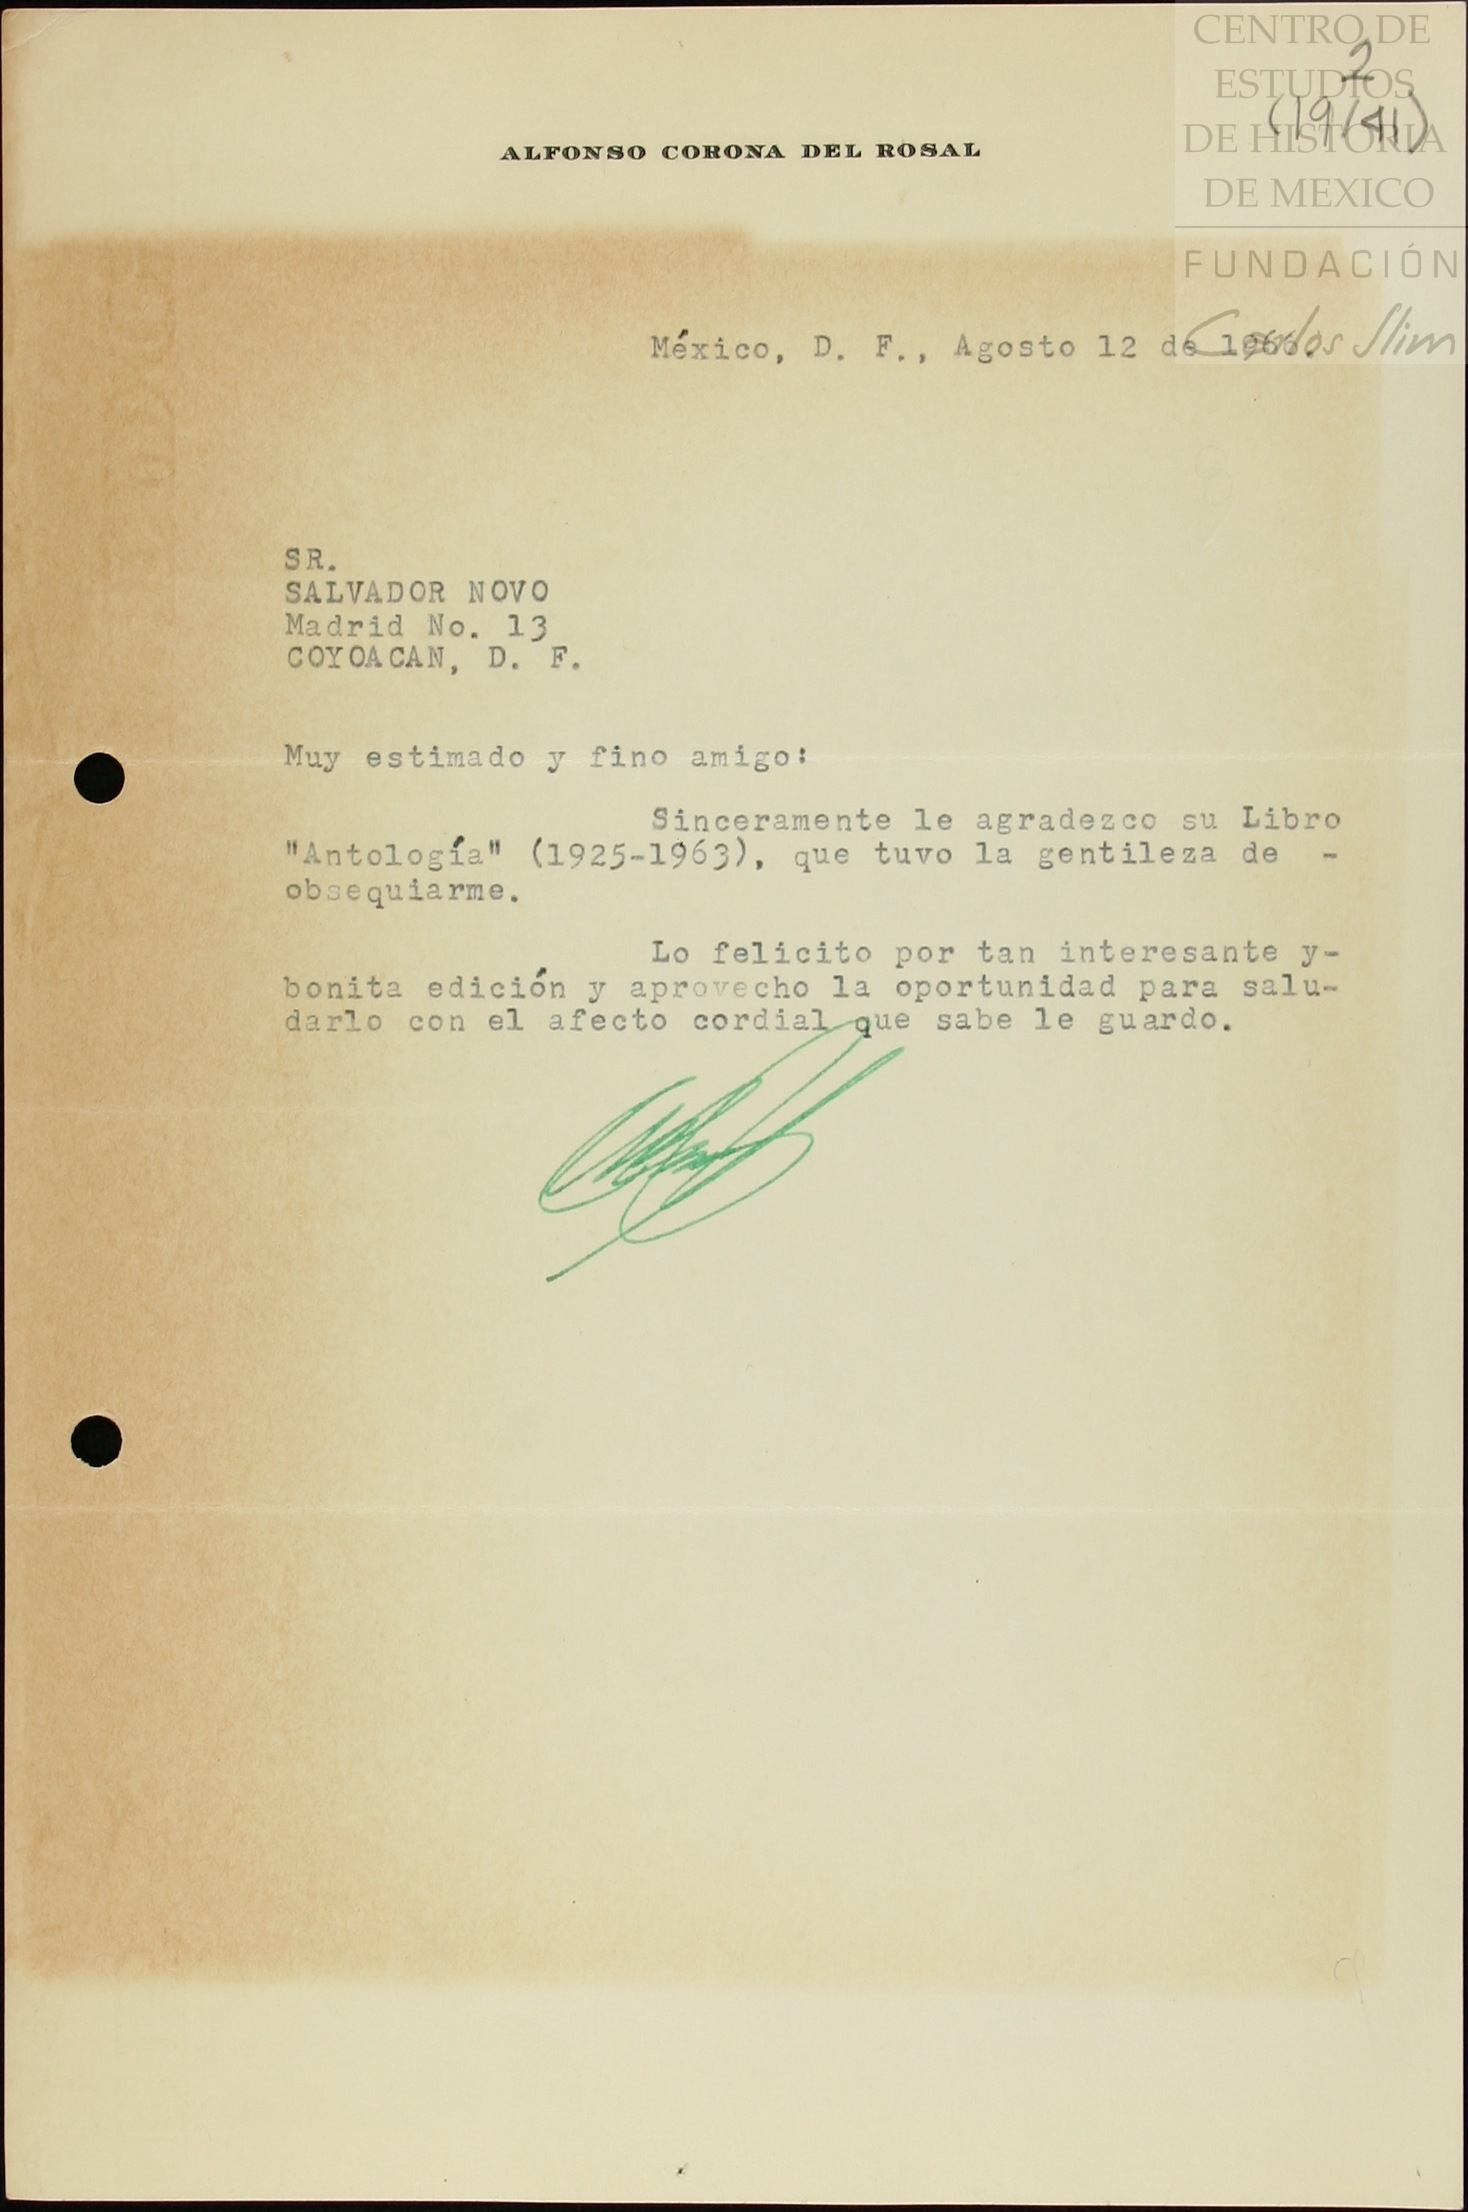 CENTRO DE
ESTUDIOS
DE HISTORIA
DE MEXICO
FUNDACIÓN
Carlos Slim
2
(19/41)
ALFONSO CORONA DEL ROSAL
México, D. F., Agosto 12 de 1966.
SR.
SALVADOR NOVO
Madrid No. 13
COYOACAN, D. F.
Muy estimado y fino amigo:
Sinceramente le agradezco su Libro
"Antología" (1925-1963), que tuvo la gentileza de -
obsequiarme.
Lo felicito por tan interesante y-
bonita edición y aprovecho la oportunidad para salu-
darlo con el afecto cordial que sabe le guardo.